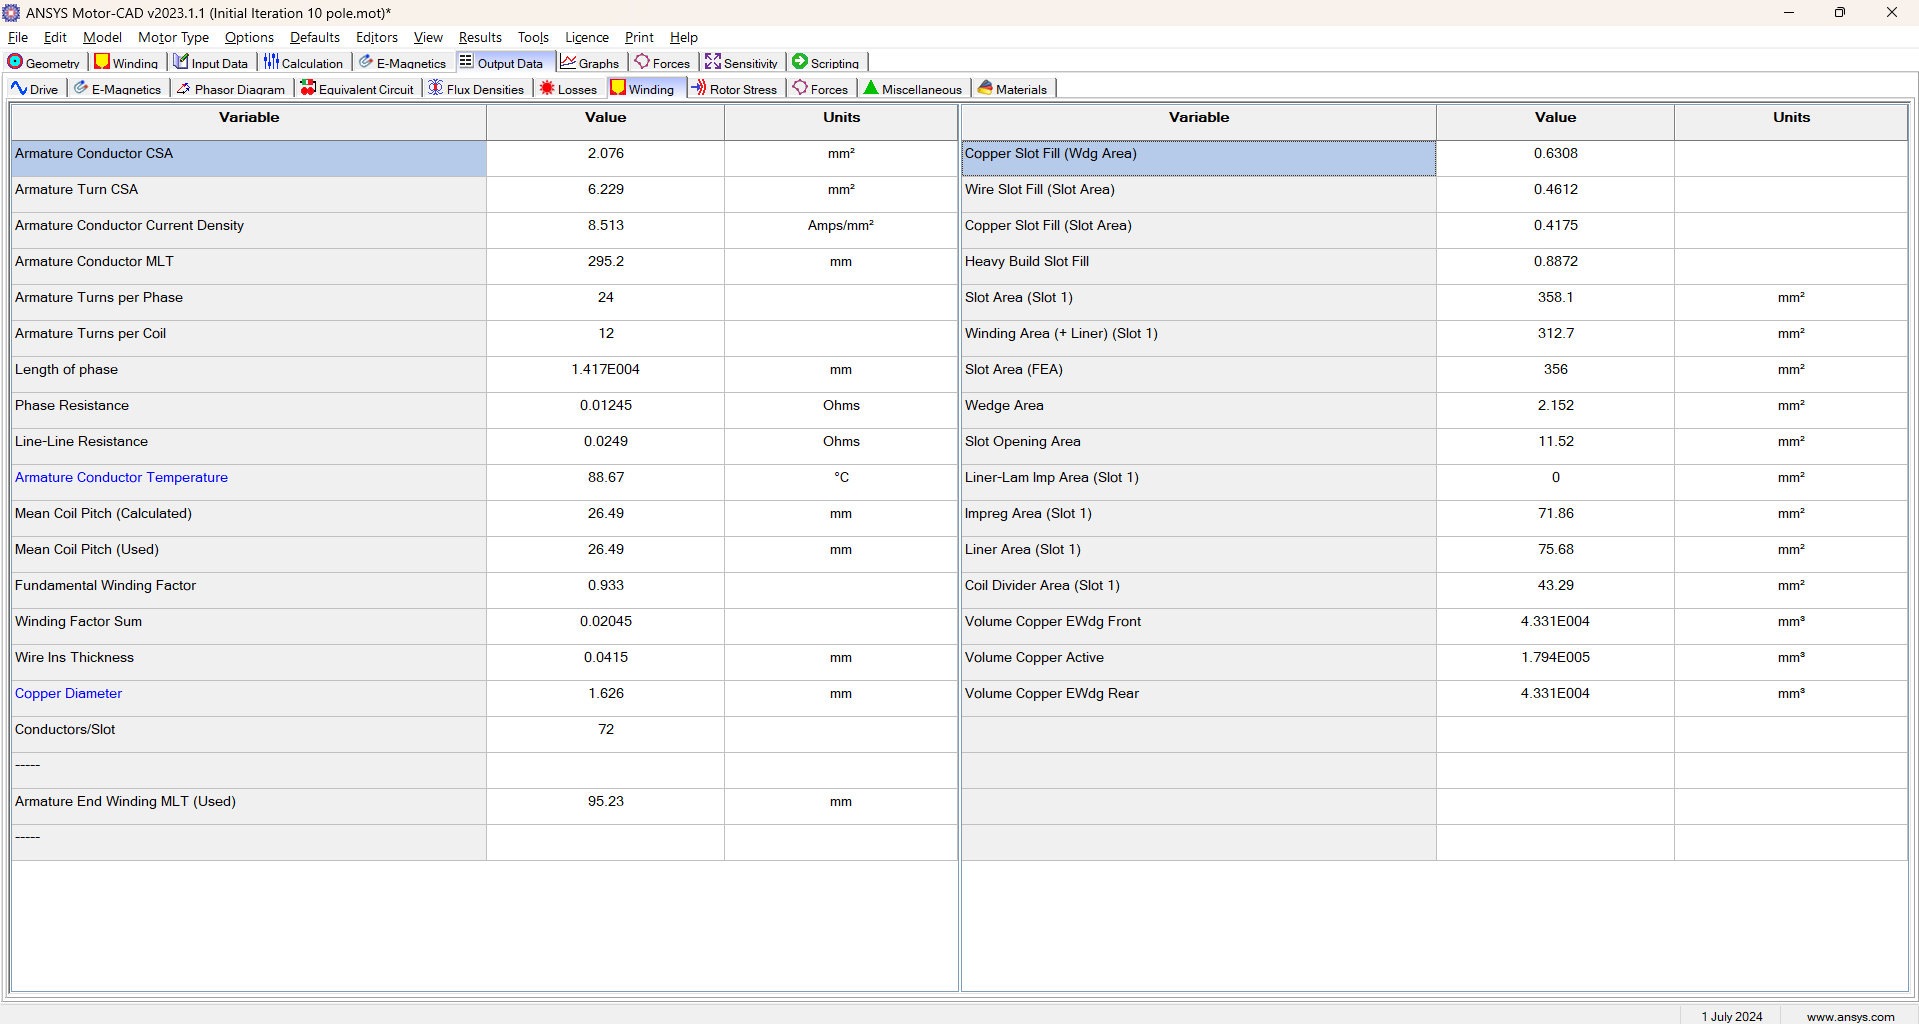 ANSYS Motor-CAD v2023.1.1 (Initial Iteration 10 pole.mot)*
File Edit Model Motor Type Options Defaults Editors View Results Tools Licence Print Help
Geometry Winding Input Data Calculation E-Magnetics Output Data Graphs Forces Sensitivity Scripting
Drive E-Magnetics Phasor Diagram Equivalent Circuit Flux Densities Losses Winding Rotor Stress Forces Miscellaneous Materials
Variable Value Units Variable Value Units
Armature Conductor CSA 2.076 mm² Copper Slot Fill (Wdg Area) 0.6308
Armature Turn CSA 6.229 mm² Wire Slot Fill (Slot Area) 0.4612
Armature Conductor Current Density 8.513 Amps/mm² Copper Slot Fill (Slot Area) 0.4175
Armature Conductor MLT 295.2 mm Heavy Build Slot Fill 0.8872
Armature Turns per Phase 24 Slot Area (Slot 1) 358.1 mm²
Armature Turns per Coil 12 Winding Area (+ Liner) (Slot 1) 312.7 mm²
Length of phase 1.417E004 mm Slot Area (FEA) 356 mm²
Phase Resistance 0.01245 Ohms Wedge Area 2.152 mm²
Line-Line Resistance 0.0249 Ohms Slot Opening Area 11.52 mm²
Armature Conductor Temperature 88.67 °C Liner-Lam Imp Area (Slot 1) 0 mm²
Mean Coil Pitch (Calculated) 26.49 mm Impreg Area (Slot 1) 71.86 mm²
Mean Coil Pitch (Used) 26.49 mm Liner Area (Slot 1) 75.68 mm²
Fundamental Winding Factor 0.933 Coil Divider Area (Slot 1) 43.29 mm²
Winding Factor Sum 0.02045 Volume Copper EWdg Front 4.331E004 mm³
Wire Ins Thickness 0.0415 mm Volume Copper Active 1.794E005 mm³
Copper Diameter 1.626 mm Volume Copper EWdg Rear 4.331E004 mm³
Conductors/Slot 72
-----
Armature End Winding MLT (Used) 95.23 mm
-----
1 July 2024 www.ansys.com